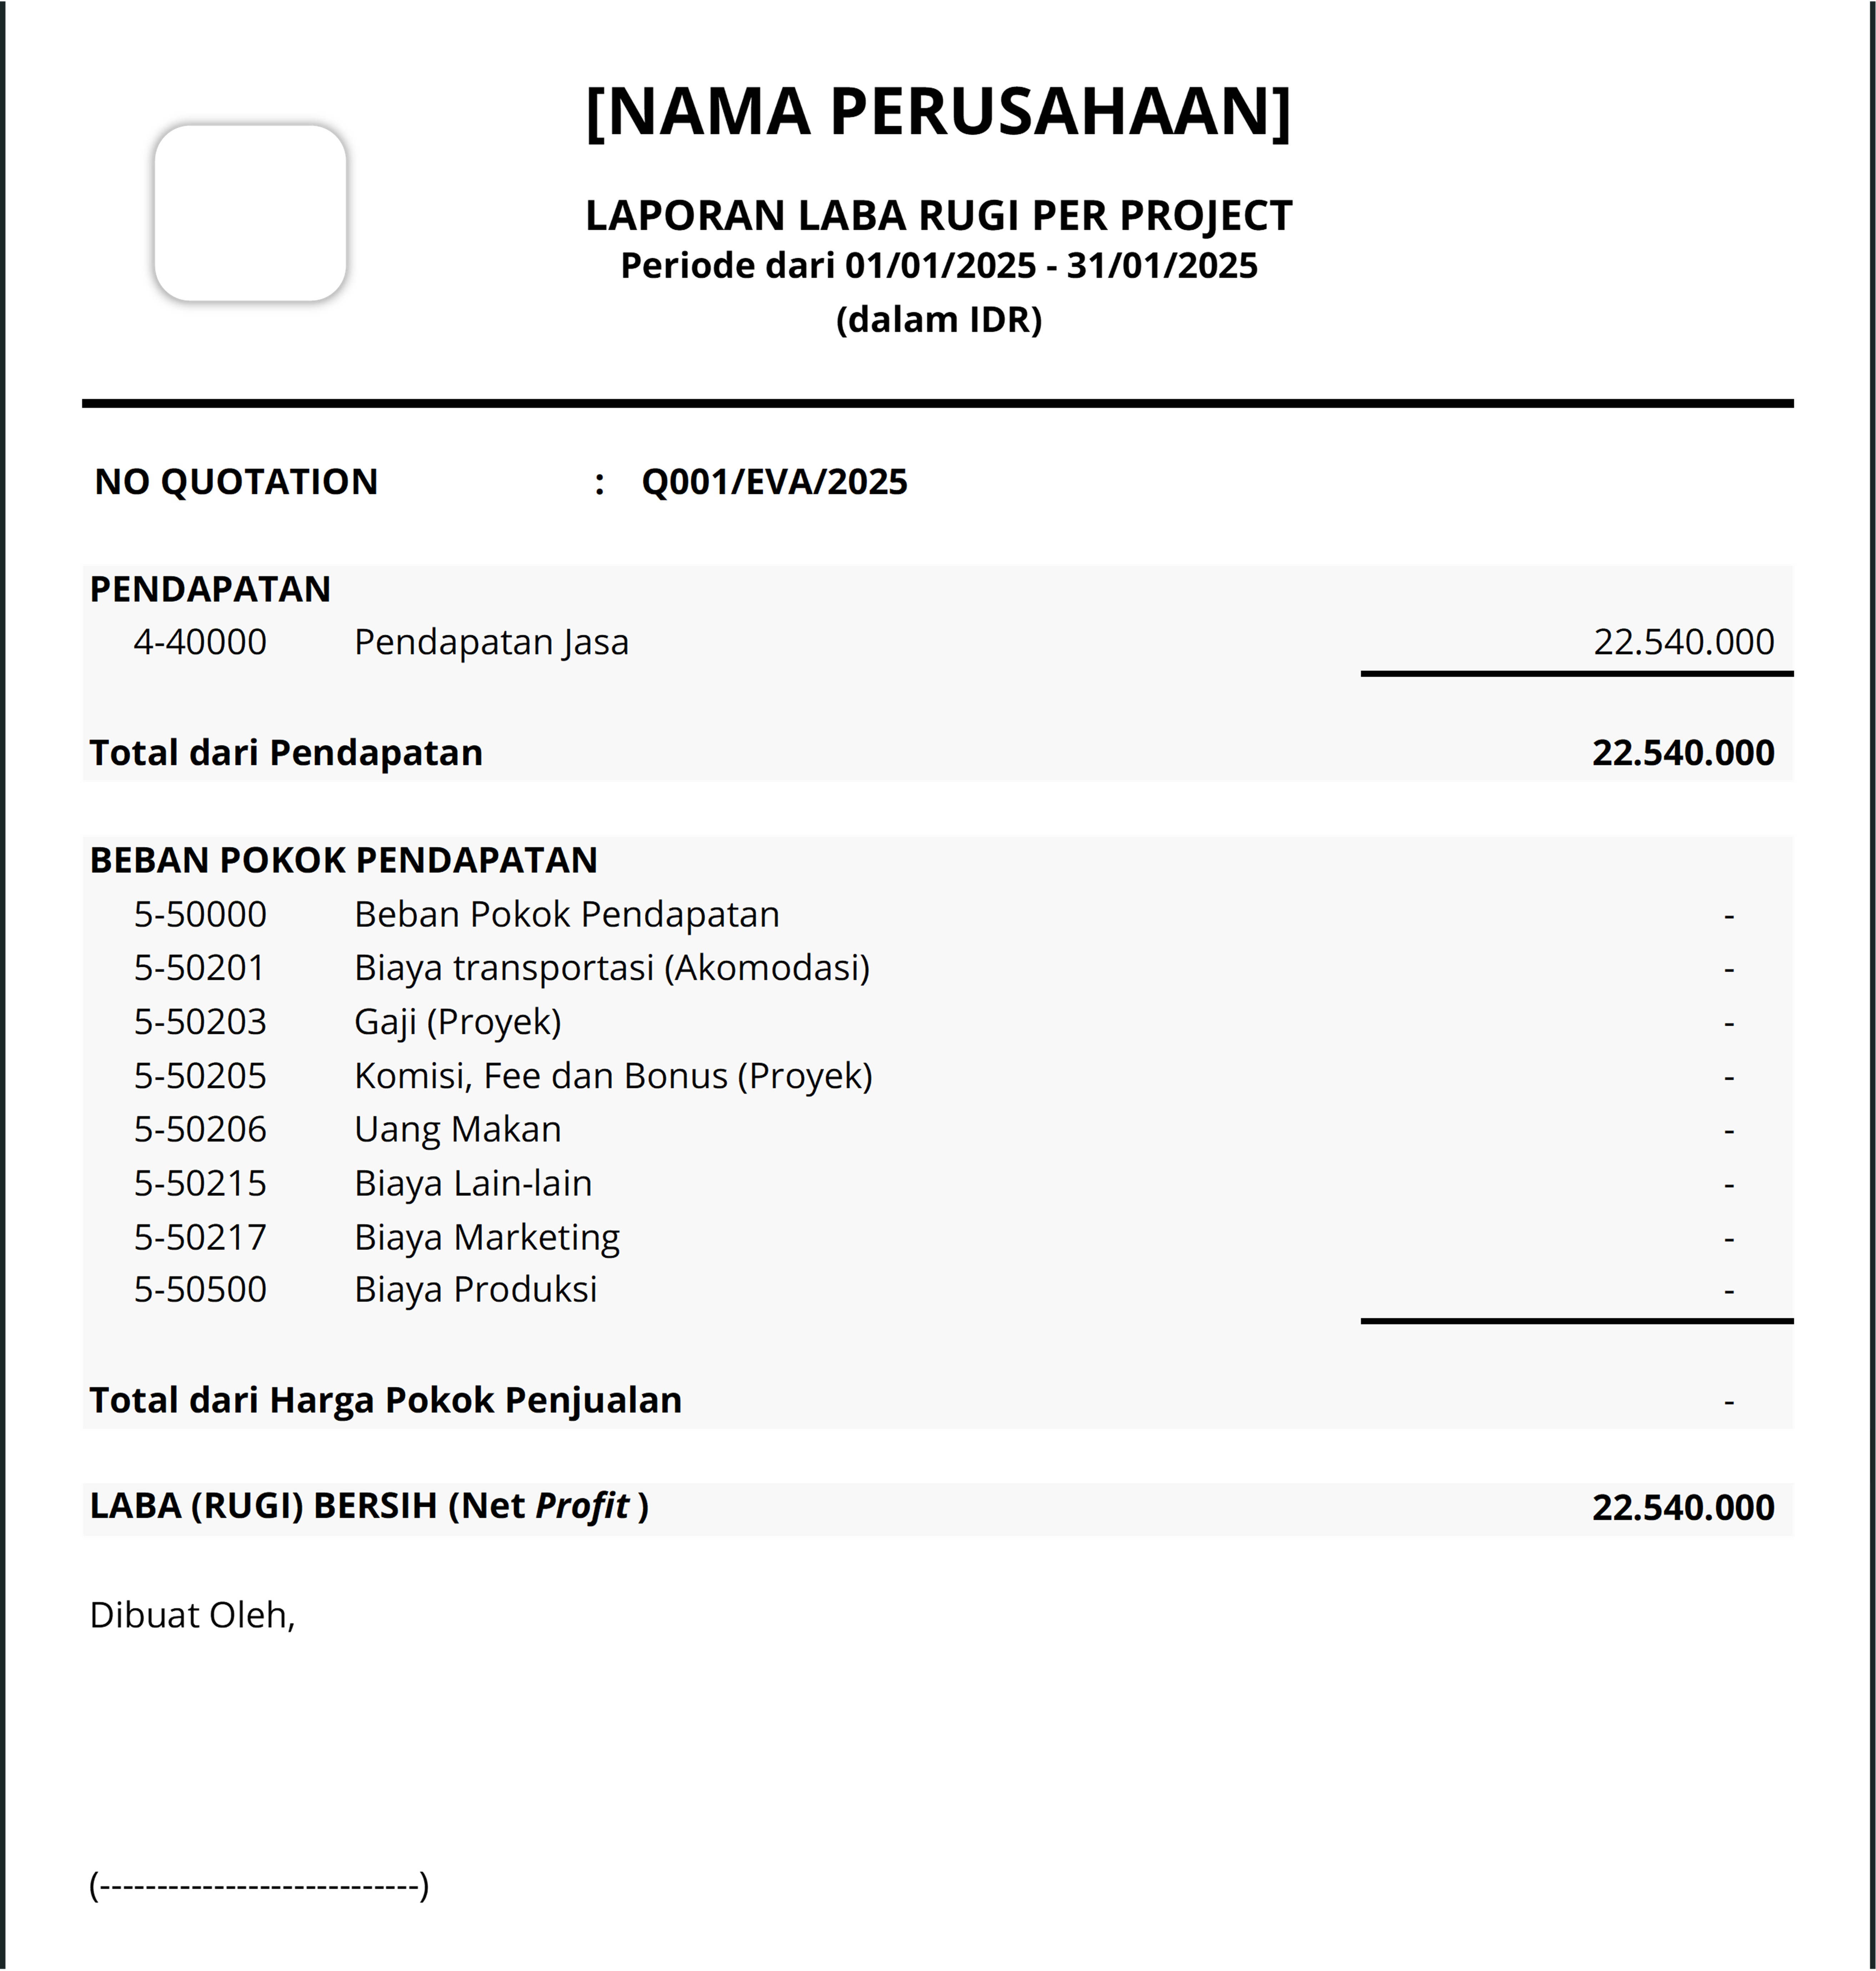 [NAMA PERUSAHAAN]
LAPORAN LABA RUGI PER PROJECT
Periode dari 01/01/2025 - 31/01/2025
(dalam IDR)
NO QUOTATION : Q001/EVA/2025
PENDAPATAN
4-40000 Pendapatan Jasa 22.540.000
Total dari Pendapatan 22.540.000
BEBAN POKOK PENDAPATAN
5-50000 Beban Pokok Pendapatan -
5-50201 Biaya transportasi (Akomodasi) -
5-50203 Gaji (Proyek) -
5-50205 Komisi, Fee dan Bonus (Proyek) -
5-50206 Uang Makan -
5-50215 Biaya Lain-lain -
5-50217 Biaya Marketing -
5-50500 Biaya Produksi -
Total dari Harga Pokok Penjualan -
LABA (RUGI) BERSIH (Net Profit ) 22.540.000
Dibuat Oleh,
(----------------------------)